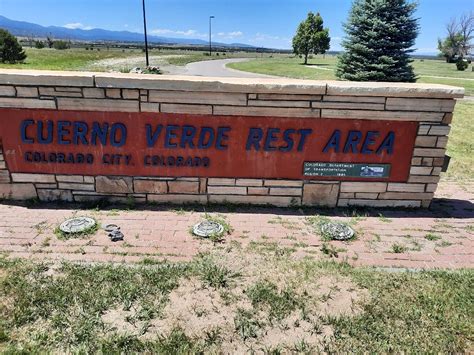 CUERNO VERDE REST AREA
COLORADO CITY, COLORADO
COLORADO DEPARTMENT
OF TRANSPORTATION